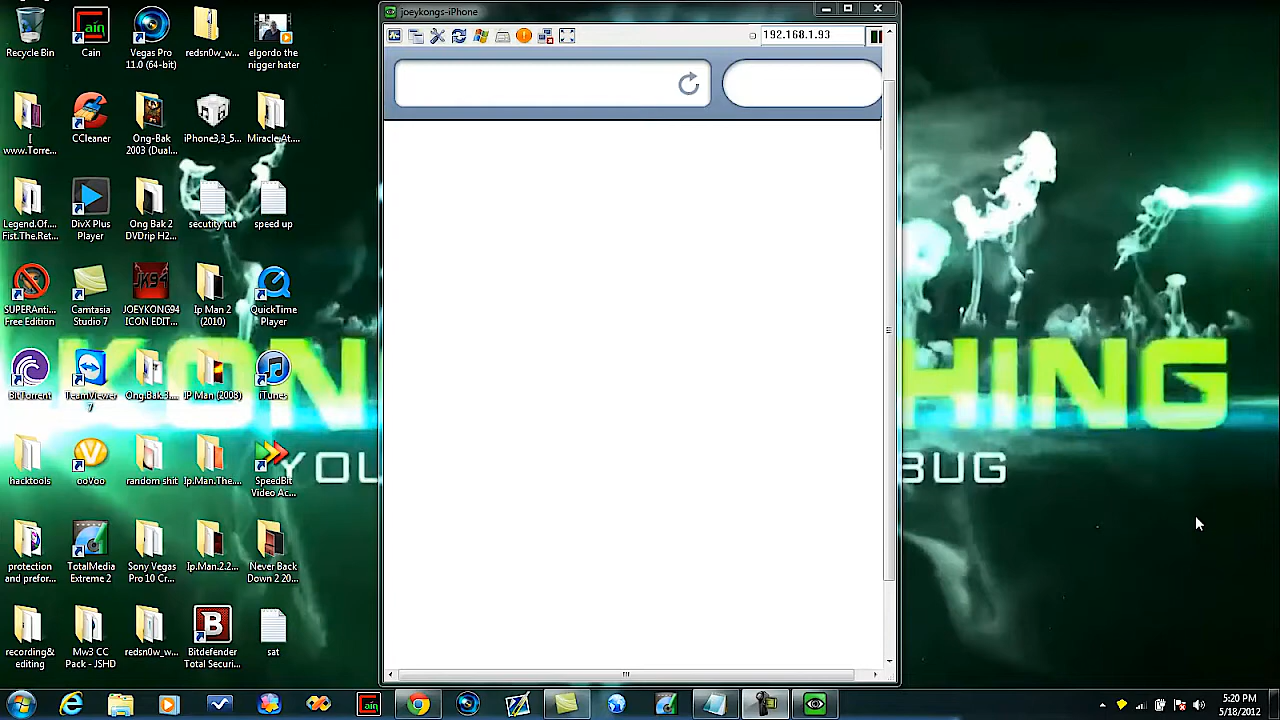 joeykongs-iPhone
192.168.1.93
Recycle Bin
Cain
Vegas Pro
11.0 (64-bit)
redsn0w_w...
elgordo the
nigger hater
[
www.Torre...
CCleaner
Ong-Bak
2003 (Dual...
iPhone3,3_5...
Miracle.At...
Legend.Of...
Fist.The.Ret...
DivX Plus
Player
Ong Bak 2
DVDrip H2...
secutity tut
speed up
SUPERAnti...
Free Edition
Camtasia
Studio 7
JK94
JOEYKONG94
ICON EDIT...
Ip Man 2
(2010)
QuickTime
Player
BitTorrent
TeamViewer
7
Ong.Bak.3....
IP Man (2008)
iTunes
KON
HING
hacktools
ooVoo
random shit
Ip.Man.The...
SpeedBit
Video Ac...
YOU
BUG
protection
and prefor...
TotalMedia
Extreme 2
Sony Vegas
Pro 10 Cr...
Ip.Man.2.2...
Never Back
Down 2 20...
recording&
editing
Mw3 CC
Pack - JSHD
redsn0w_w...
B
Bitdefender
Total Securi...
sat
Cain
5:20 PM
5/18/2012